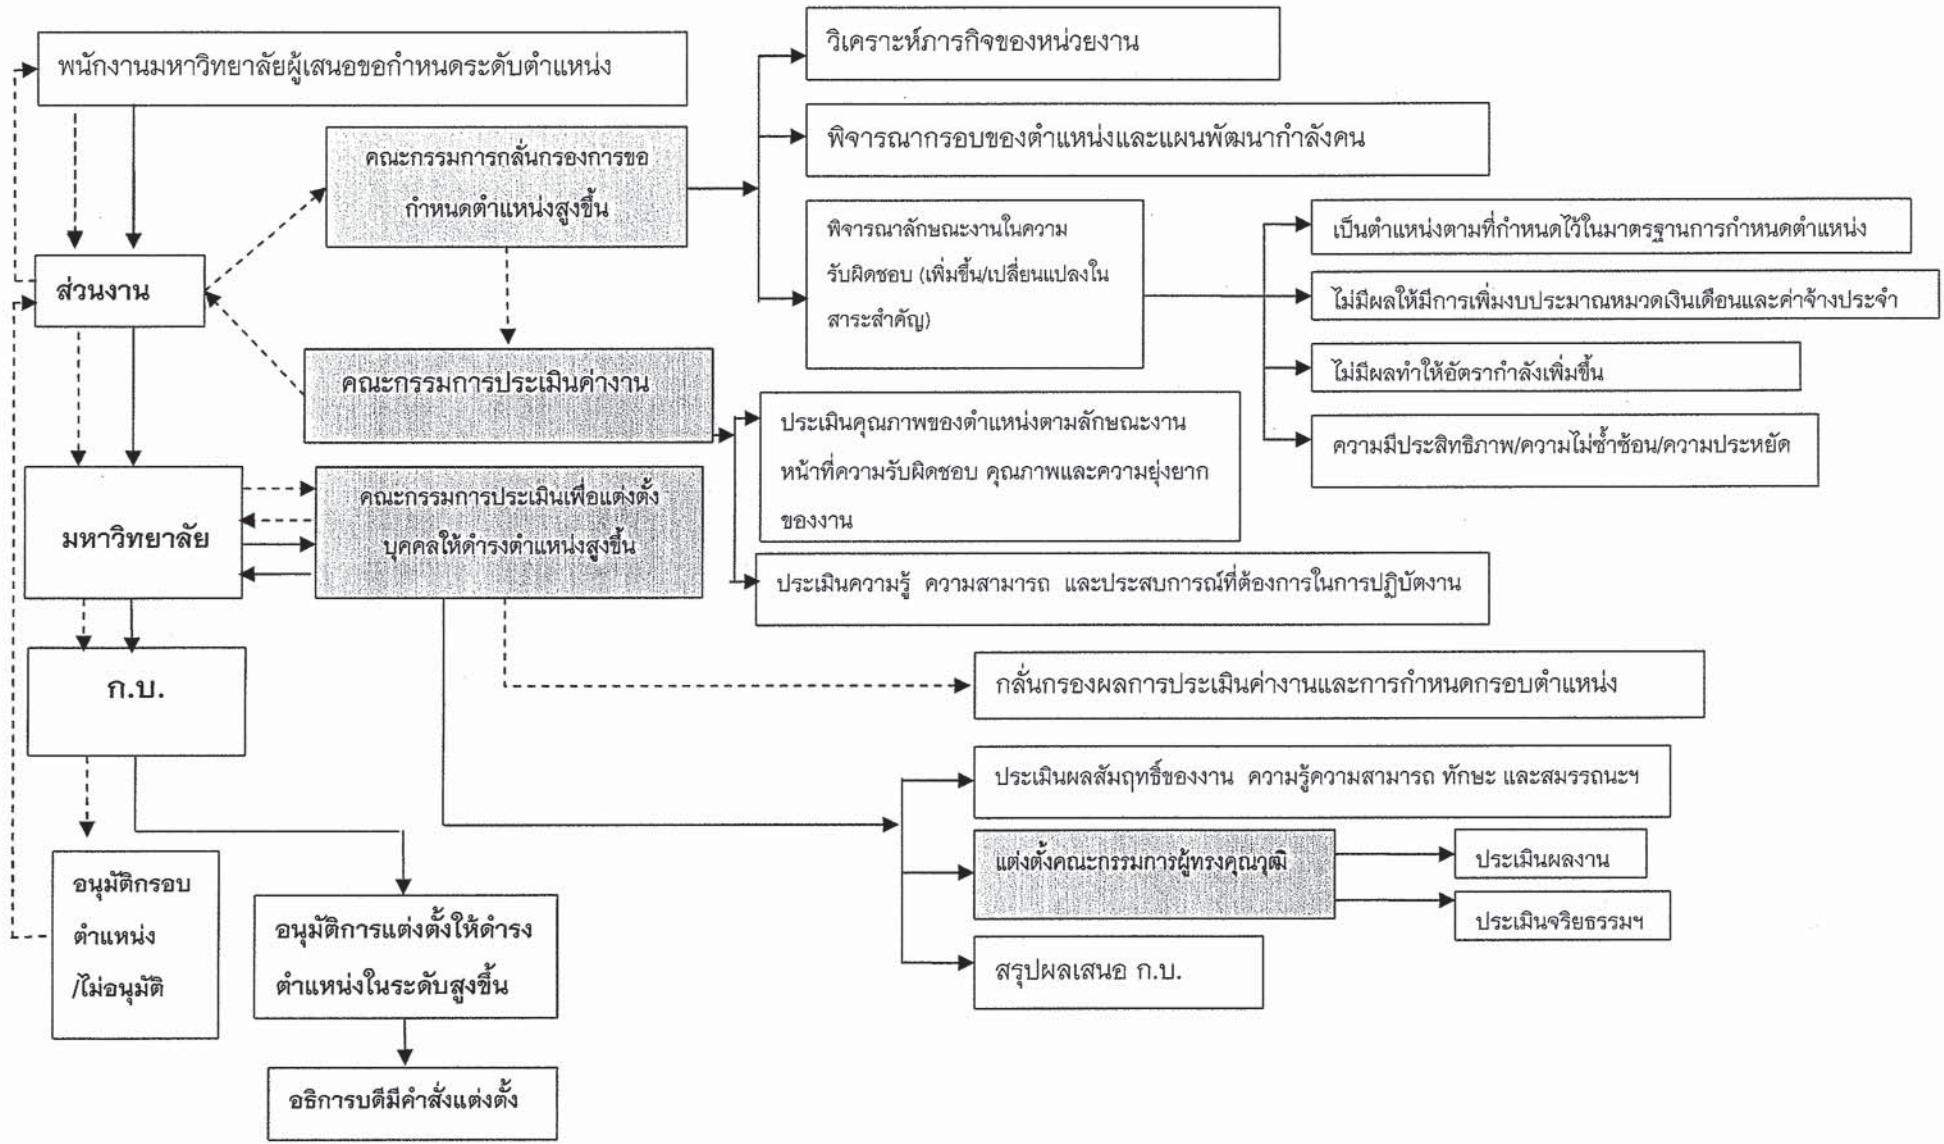 พนักงานมหาวิทยาลัยผู้เสนอขอกำหนดระดับตำแหน่ง
วิเคราะห์ภารกิจของหน่วยงาน
พิจารณากรอบของตำแหน่งและแผนพัฒนากำลังคน
คณะกรรมการกลั่นกรองการขอ
กำหนดตำแหน่งสูงขึ้น
พิจารณาลักษณะงานในความ
รับผิดชอบ (เพิ่มขึ้น/เปลี่ยนแปลงใน
สาระสำคัญ)
เป็นตำแหน่งตามที่กำหนดไว้ในมาตรฐานการกำหนดตำแหน่ง
ไม่มีผลให้มีการเพิ่มงบประมาณหมวดเงินเดือนและค่าจ้างประจำ
ไม่มีผลทำให้อัตรากำลังเพิ่มขึ้น
ความมีประสิทธิภาพ/ความไม่ซ้ำซ้อน/ความประหยัด
ส่วนงาน
คณะกรรมการประเมินค่างาน
ประเมินคุณภาพของตำแหน่งตามลักษณะงาน
หน้าที่ความรับผิดชอบ คุณภาพและความยุ่งยาก
ของงาน
ประเมินความรู้ ความสามารถ และประสบการณ์ที่ต้องการในการปฏิบัตงาน
มหาวิทยาลัย
คณะกรรมการประเมินเพื่อแต่งตั้ง
บุคคลให้ดำรงตำแหน่งสูงขึ้น
กลั่นกรองผลการประเมินค่างานและการกำหนดกรอบตำแหน่ง
ก.บ.
ประเมินผลสัมฤทธิ์ของงาน ความรู้ความสามารถ ทักษะ และสมรรถนะฯ
แต่งตั้งคณะกรรมการผู้ทรงคุณวุฒิ
ประเมินผลงาน
ประเมินจริยธรรมฯ
สรุปผลเสนอ ก.บ.
อนุมัติกรอบ
ตำแหน่ง
/ไม่อนุมัติ
อนุมัติการแต่งตั้งให้ดำรง
ตำแหน่งในระดับสูงขึ้น
อธิการบดีมีคำสั่งแต่งตั้ง